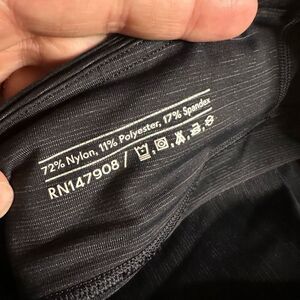 72% Nylon, 11% Polyester, 17% Spandex
RN147908 /